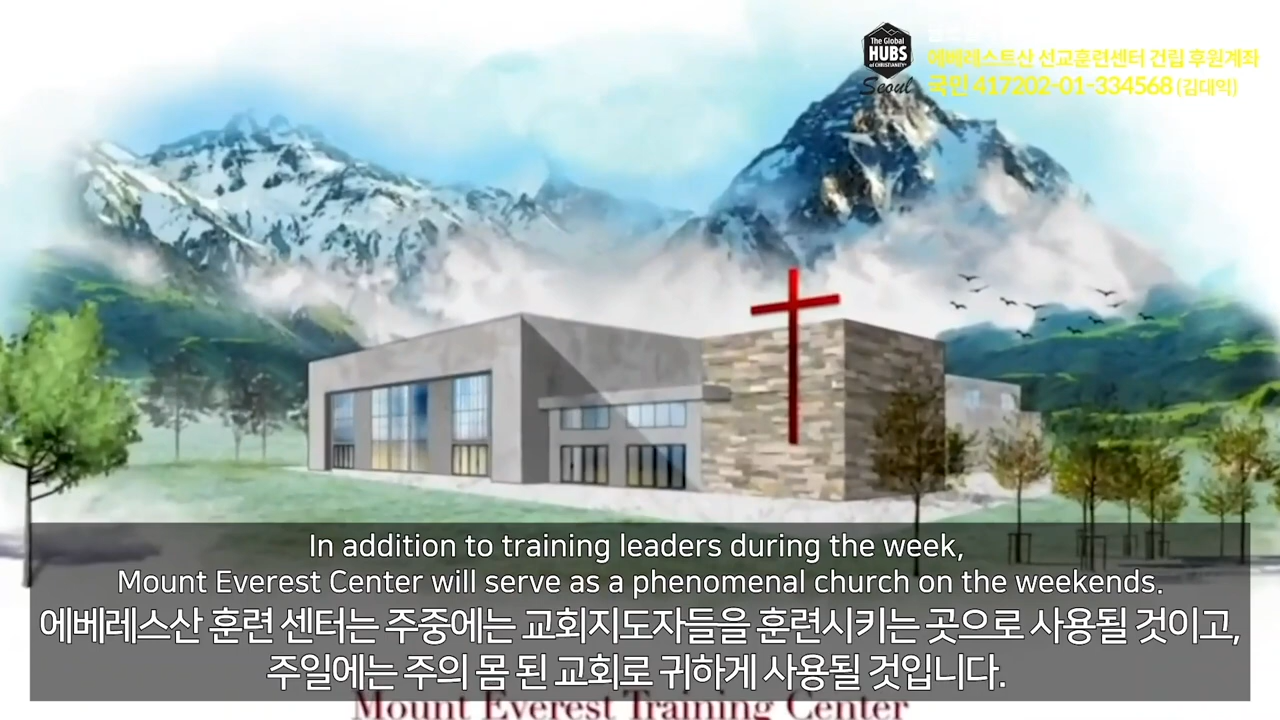 The Global
HUBS
of CHRISTIANITY
Seoul
에베레스트산 선교훈련센터 건립 후원계좌
국민 417202-01-334568 (김대억)
In addition to training leaders during the week,
Mount Everest Center will serve as a phenomenal church on the weekends.
에베레스산 훈련 센터는 주중에는 교회지도자들을 훈련시키는 곳으로 사용될 것이고,
주일에는 주의 몸 된 교회로 귀하게 사용될 것입니다.
Mount Everest Training Center